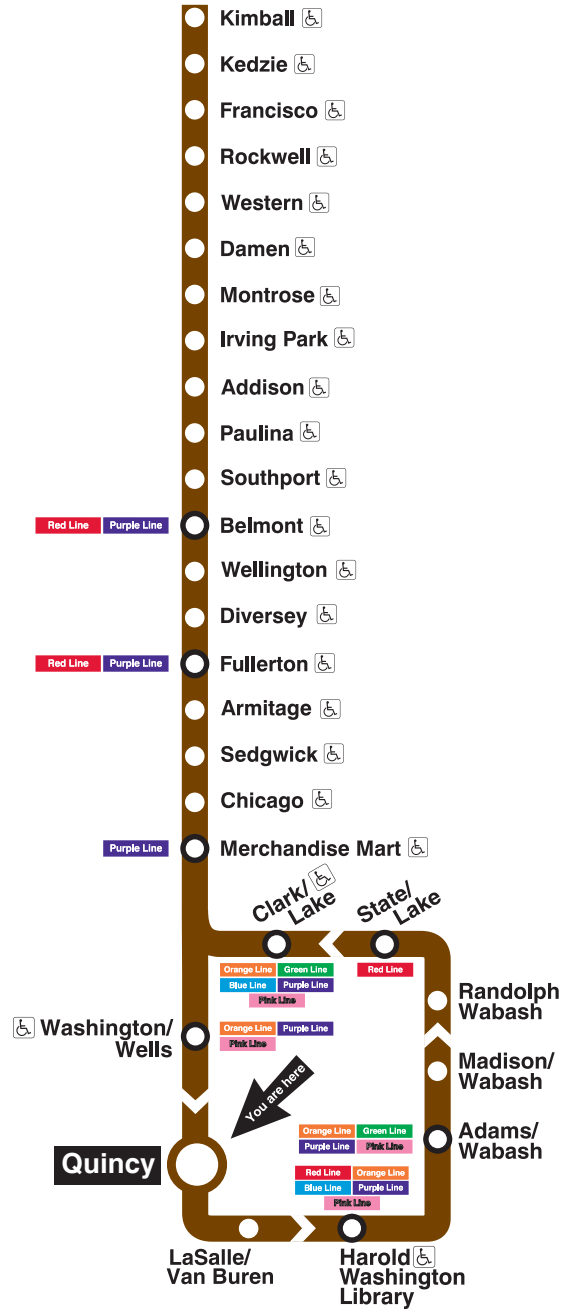 Kimball
Kedzie
Francisco
Rockwell
Western
Damen
Montrose
Irving Park
Addison
Paulina
Southport
Red Line Purple Line Belmont
Wellington
Diversey
Red Line Purple Line Fullerton
Armitage
Sedgwick
Chicago
Purple Line Merchandise Mart
Clark/
Lake
State/
Lake
Orange Line Green Line
Blue Line Purple Line
Pink Line
Red Line
Randolph
Wabash
Washington/
Wells
Orange Line Purple Line
Pink Line
Madison/
Wabash
You are here
Adams/
Wabash
Orange Line Green Line
Purple Line Pink Line
Quincy
Red Line Orange Line
Blue Line Purple Line
Pink Line
LaSalle/
Van Buren
Harold
Washington
Library